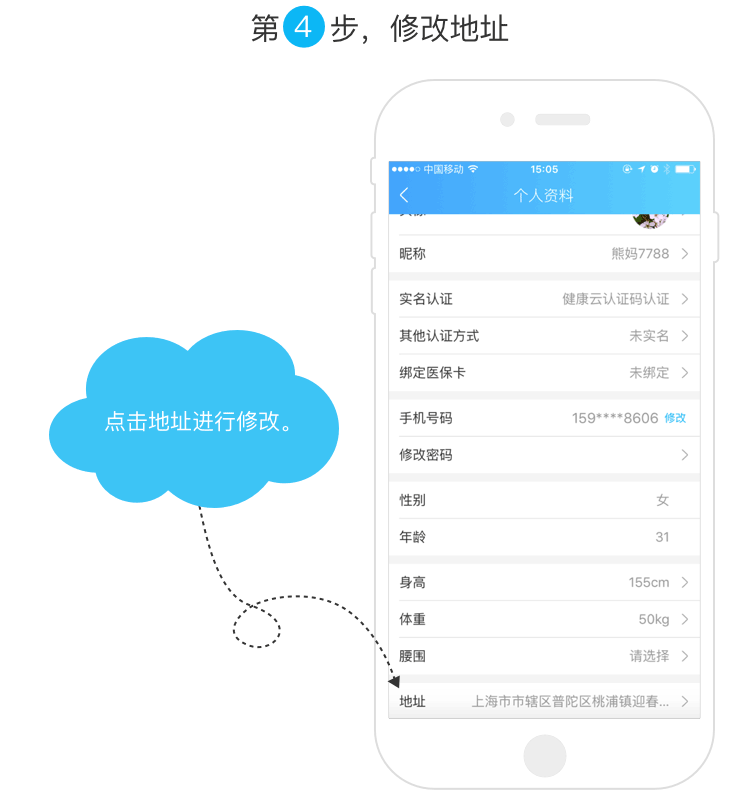 第4步，修改地址
中国移动 15:05
个人资料
昵称 熊妈7788
实名认证 健康云认证码认证
其他认证方式 未实名
绑定医保卡 未绑定
点击地址进行修改。
手机号码 159****8606 修改
修改密码
性别 女
年龄 31
身高 155cm
体重 50kg
腰围 请选择
地址 上海市市辖区普陀区桃浦镇迎春...